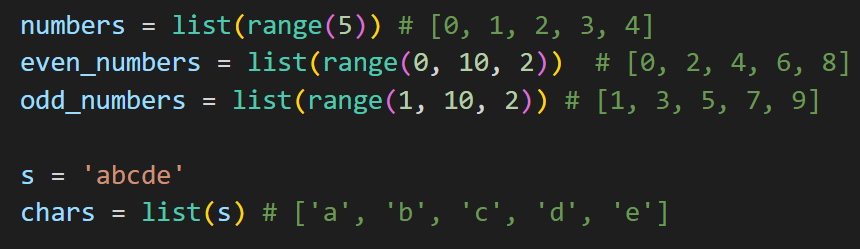 numbers = list(range(5)) # [0, 1, 2, 3, 4]
even_numbers = list(range(0, 10, 2))  # [0, 2, 4, 6, 8]
odd_numbers = list(range(1, 10, 2)) # [1, 3, 5, 7, 9]

s = 'abcde'
chars = list(s) # ['a', 'b', 'c', 'd', 'e']